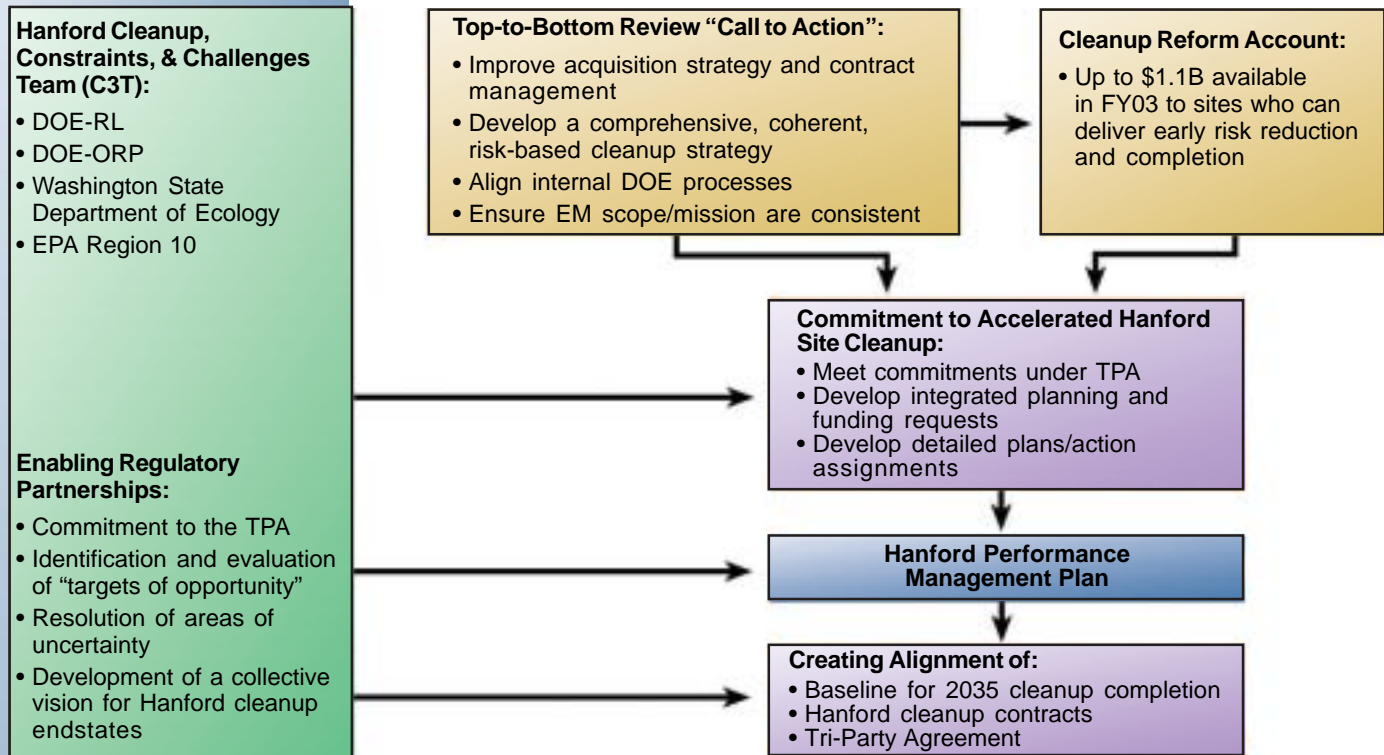 Hanford Cleanup,
Constraints, & Challenges
Team (C3T):
• DOE-RL
• DOE-ORP
• Washington State
Department of Ecology
• EPA Region 10
Enabling Regulatory
Partnerships:
• Commitment to the TPA
• Identification and evaluation
of “targets of opportunity”
• Resolution of areas of
uncertainty
• Development of a collective
vision for Hanford cleanup
endstates
Top-to-Bottom Review “Call to Action”:
• Improve acquisition strategy and contract
management
• Develop a comprehensive, coherent,
risk-based cleanup strategy
• Align internal DOE processes
• Ensure EM scope/mission are consistent
Cleanup Reform Account:
• Up to $1.1B available
in FY03 to sites who can
deliver early risk reduction
and completion
Commitment to Accelerated Hanford
Site Cleanup:
• Meet commitments under TPA
• Develop integrated planning and
funding requests
• Develop detailed plans/action
assignments
Hanford Performance
Management Plan
Creating Alignment of:
• Baseline for 2035 cleanup completion
• Hanford cleanup contracts
• Tri-Party Agreement